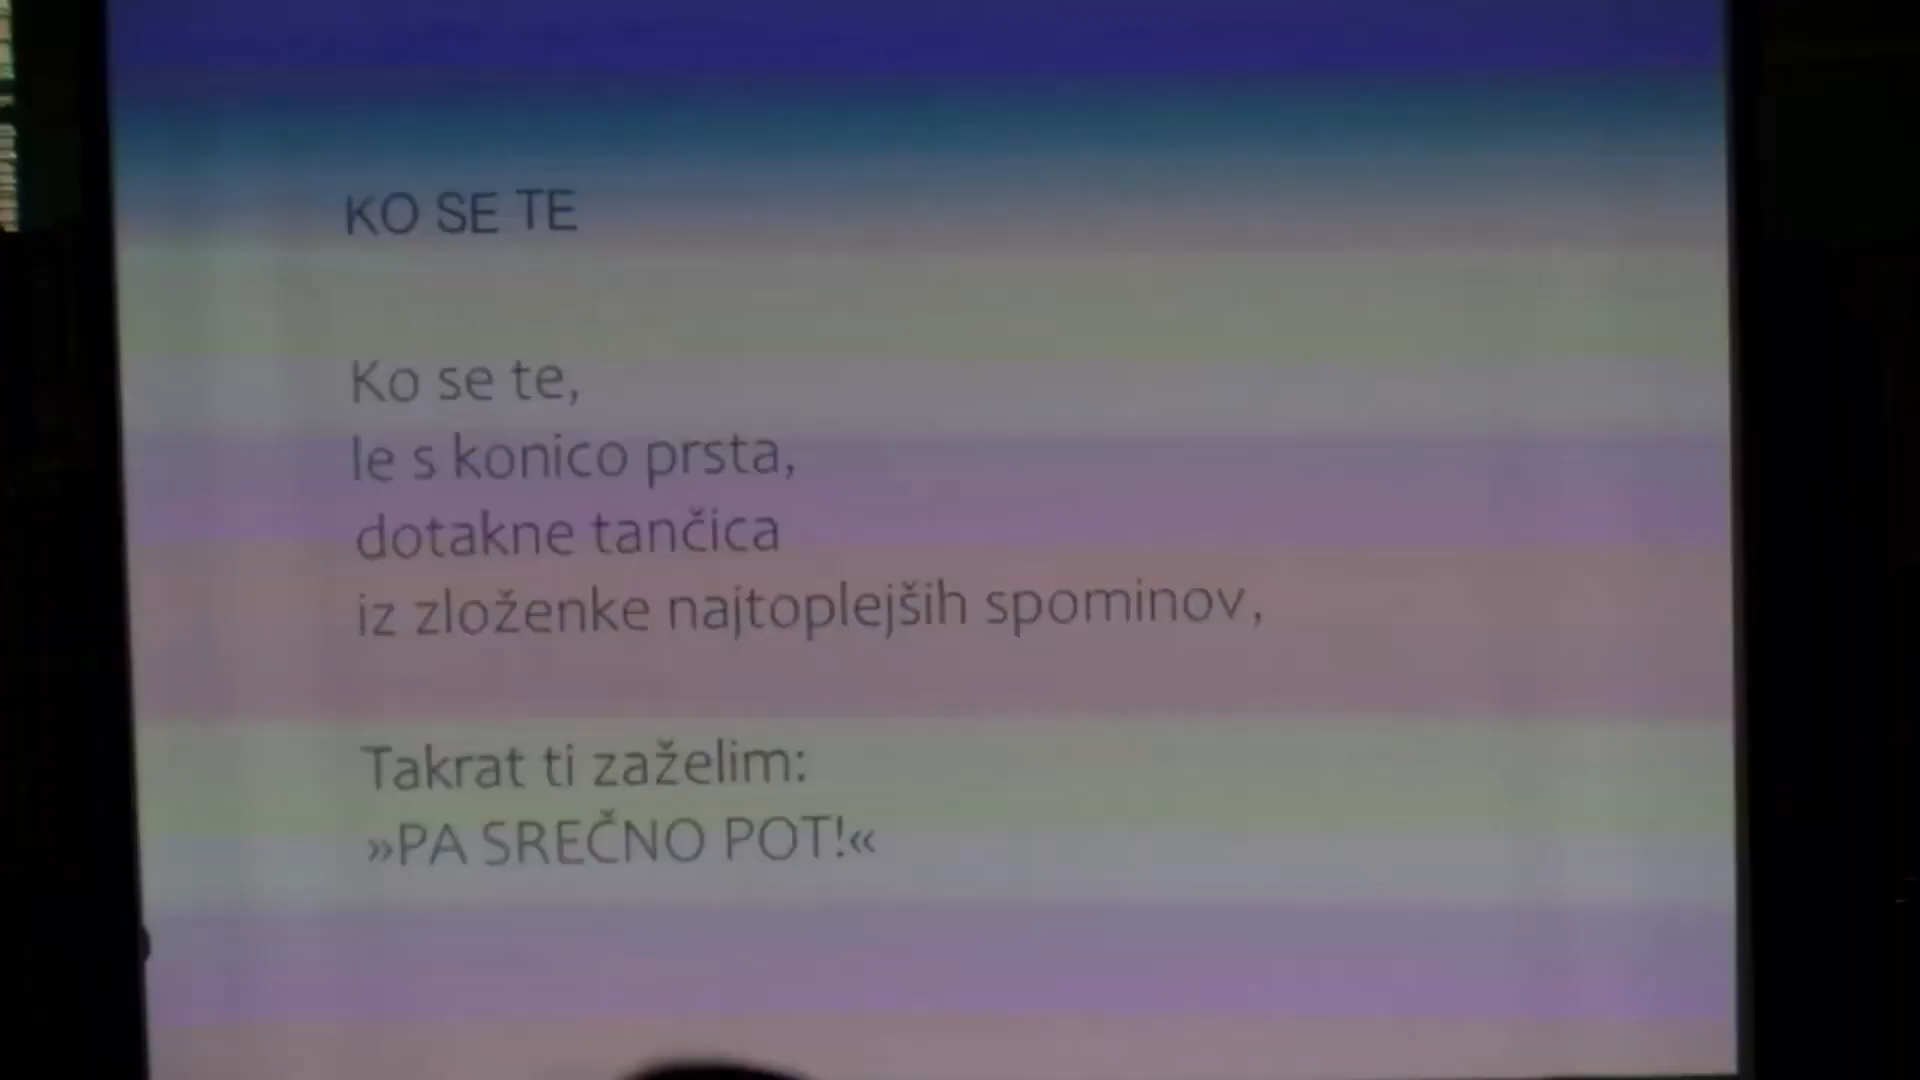 KO SE TE
Ko se te,
le s konico prsta,
dotakne tančica
iz zloženke najtoplejših spominov,
Takrat ti zaželim:
»PA SREČNO POT!«